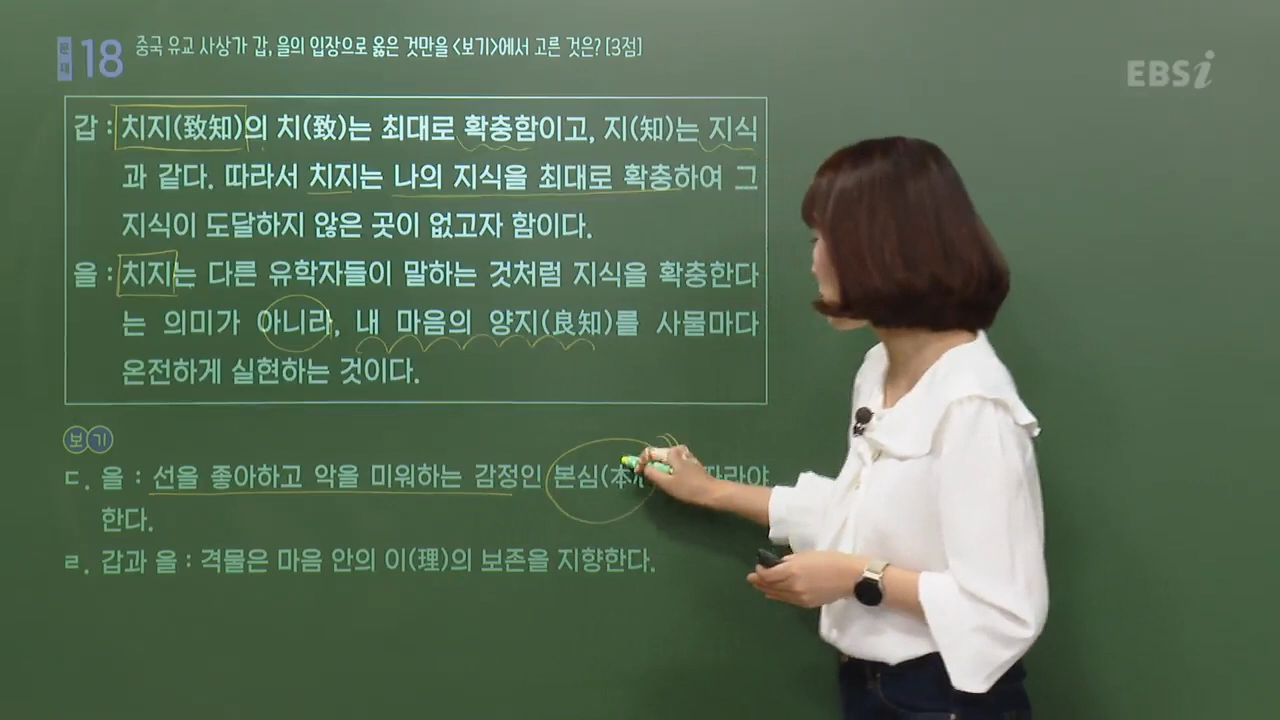 문제 18 중국 유교 사상가 갑, 을의 입장으로 옳은 것만을 <보기>에서 고른 것은? [3점]
EBSi
갑 : 치지(致知)의 치(致)는 최대로 확충함이고, 지(知)는 지식
과 같다. 따라서 치지는 나의 지식을 최대로 확충하여 그
지식이 도달하지 않은 곳이 없고자 함이다.
을 : 치지는 다른 유학자들이 말하는 것처럼 지식을 확충한다
는 의미가 아니라, 내 마음의 양지(良知)를 사물마다
온전하게 실현하는 것이다.
보기
ㄷ. 을 : 선을 좋아하고 악을 미워하는 감정인 본심(本 따라야
한다.
ㄹ. 갑과 을 : 격물은 마음 안의 이(理)의 보존을 지향한다.